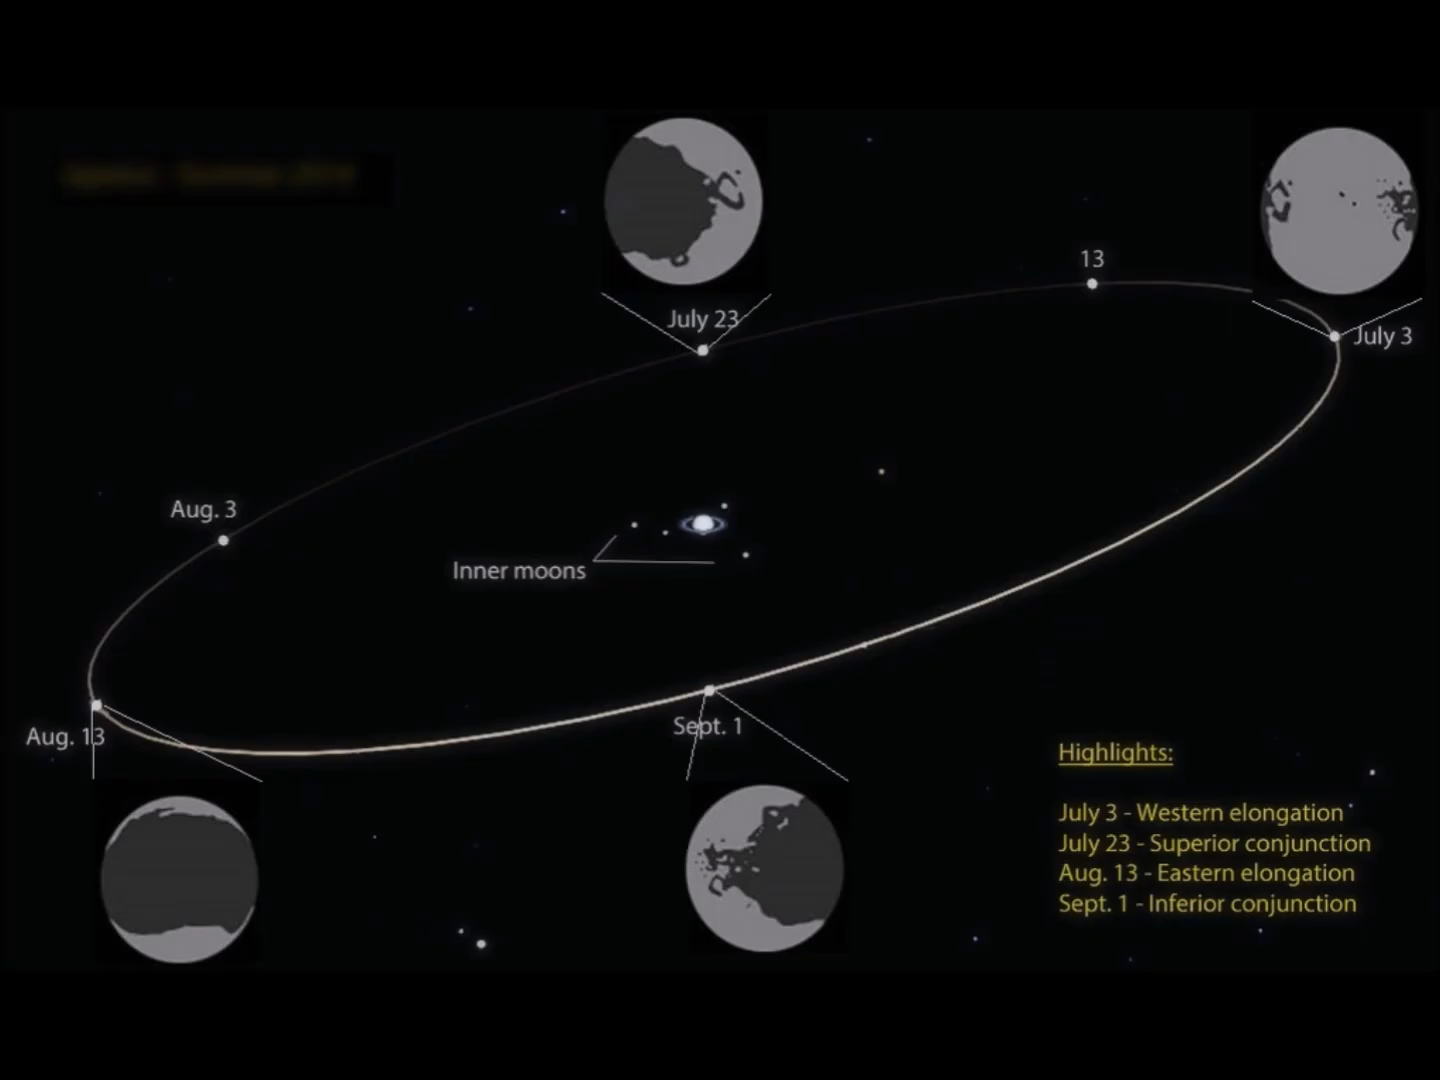 13
July 23
July 3
Aug. 3
Inner moons
Aug. 13
Sept. 1
Highlights:
July 3 - Western elongation
July 23 - Superior conjunction
Aug. 13 - Eastern elongation
Sept. 1 - Inferior conjunction